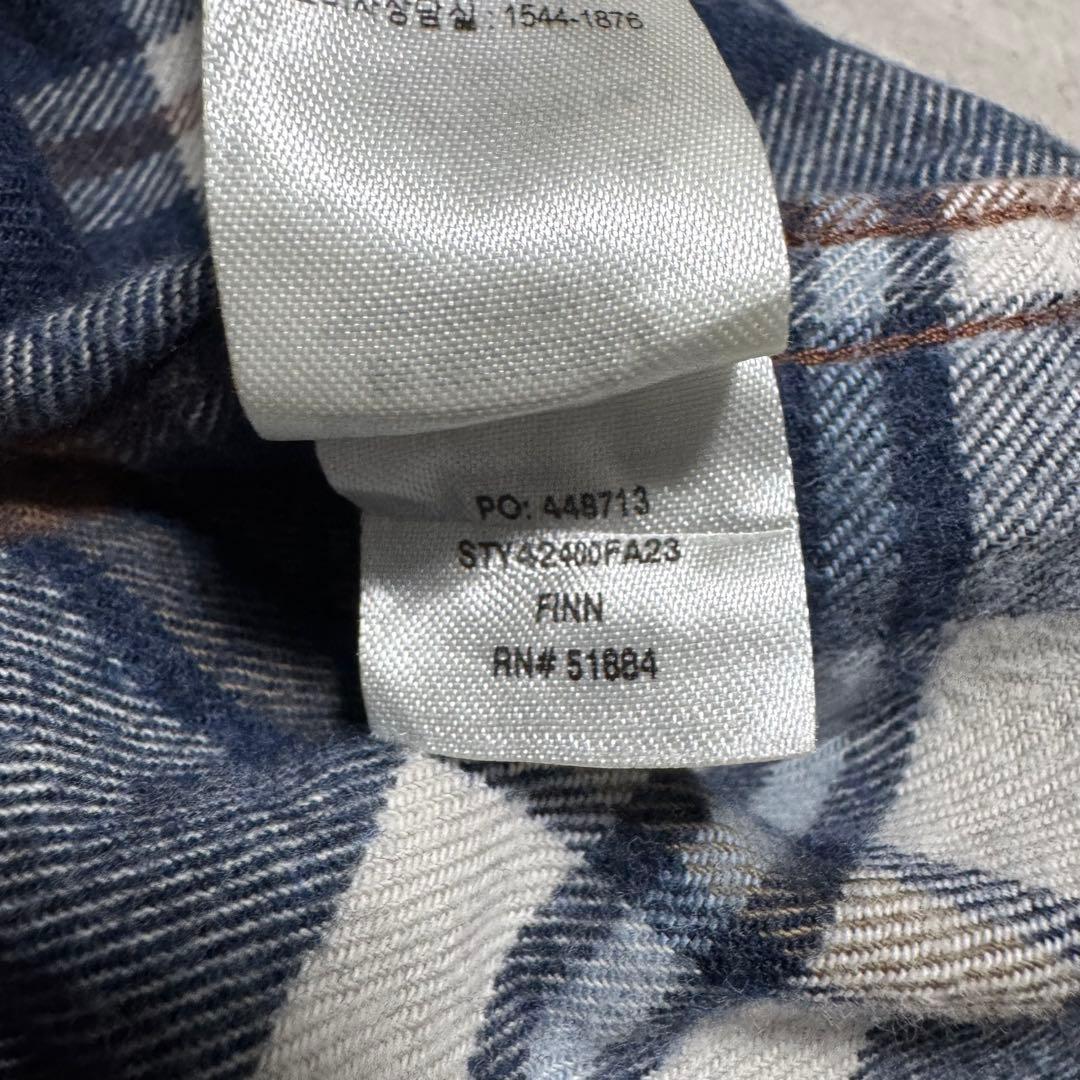 : 1544-1876
PO: 448713
STY42400FA23
FINN
RN# 51884